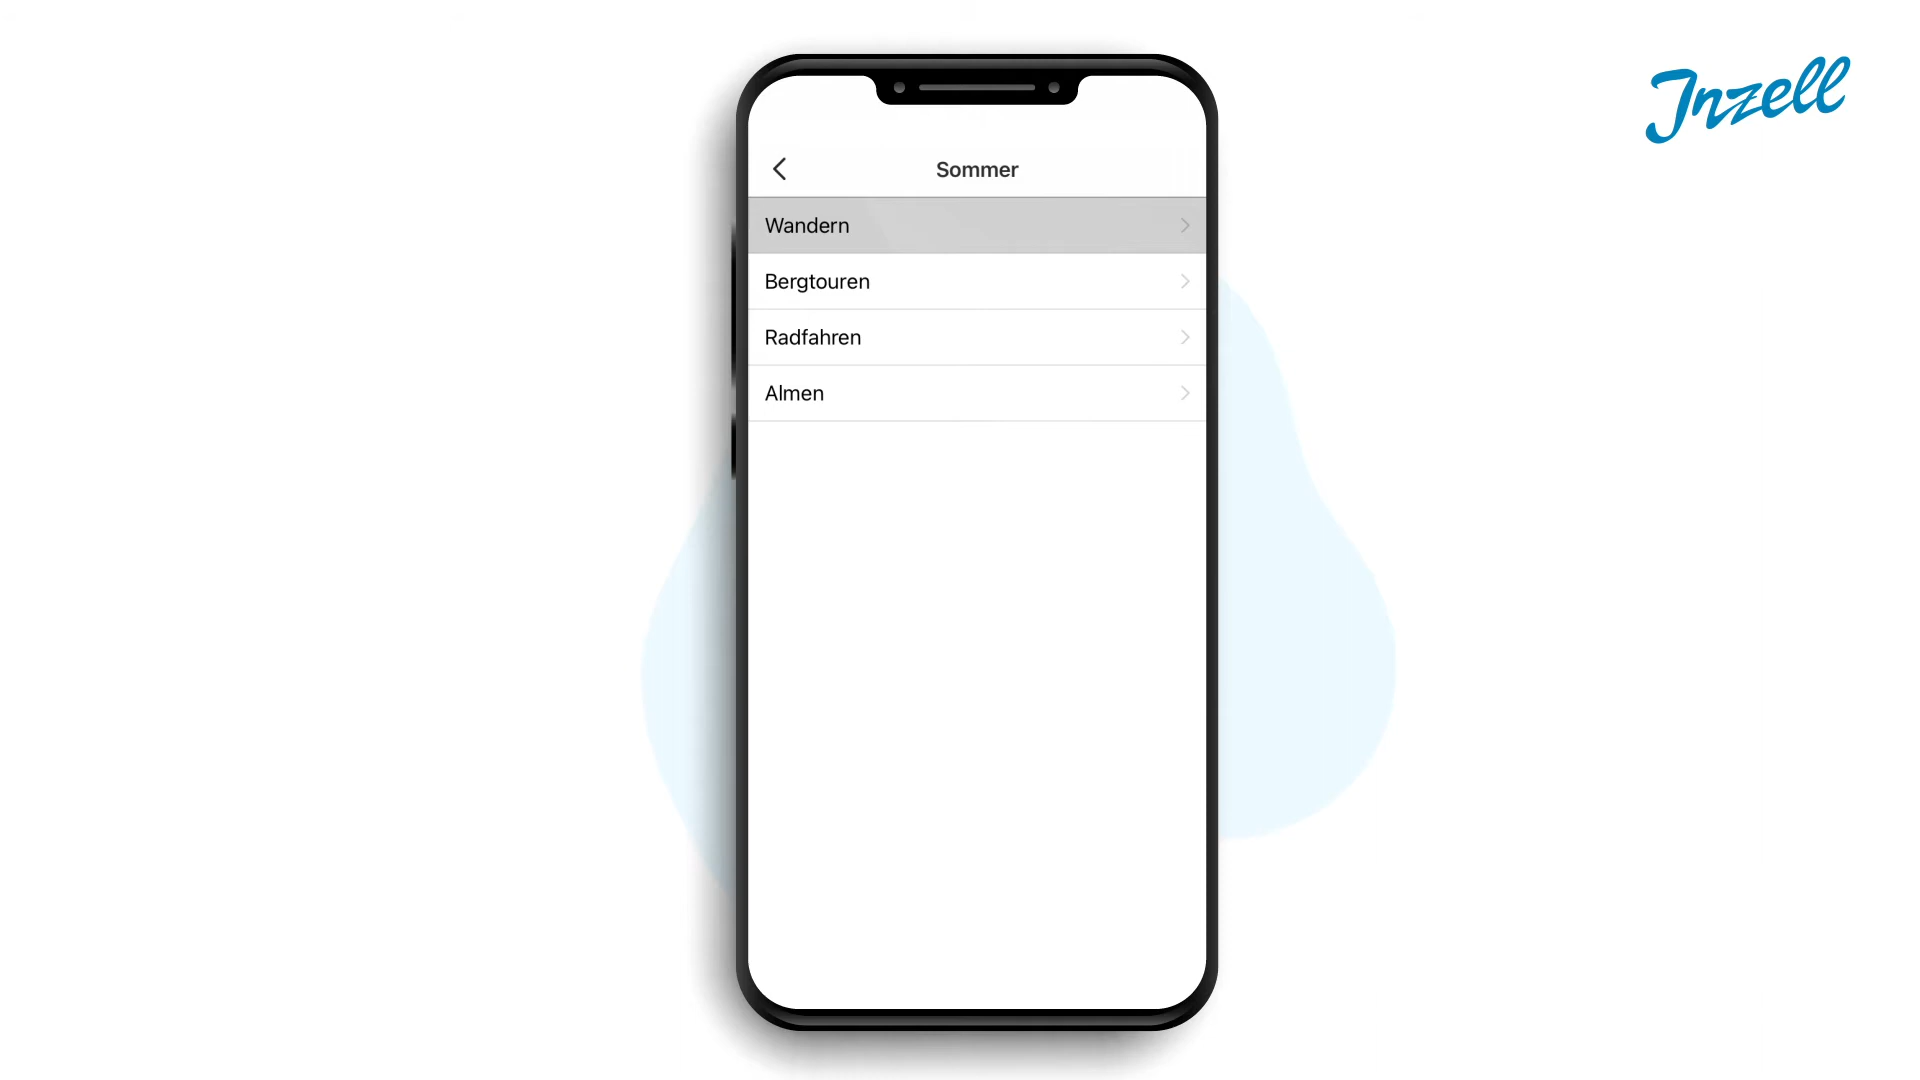 Inzell
Sommer
Wandern
Bergtouren
Radfahren
Almen